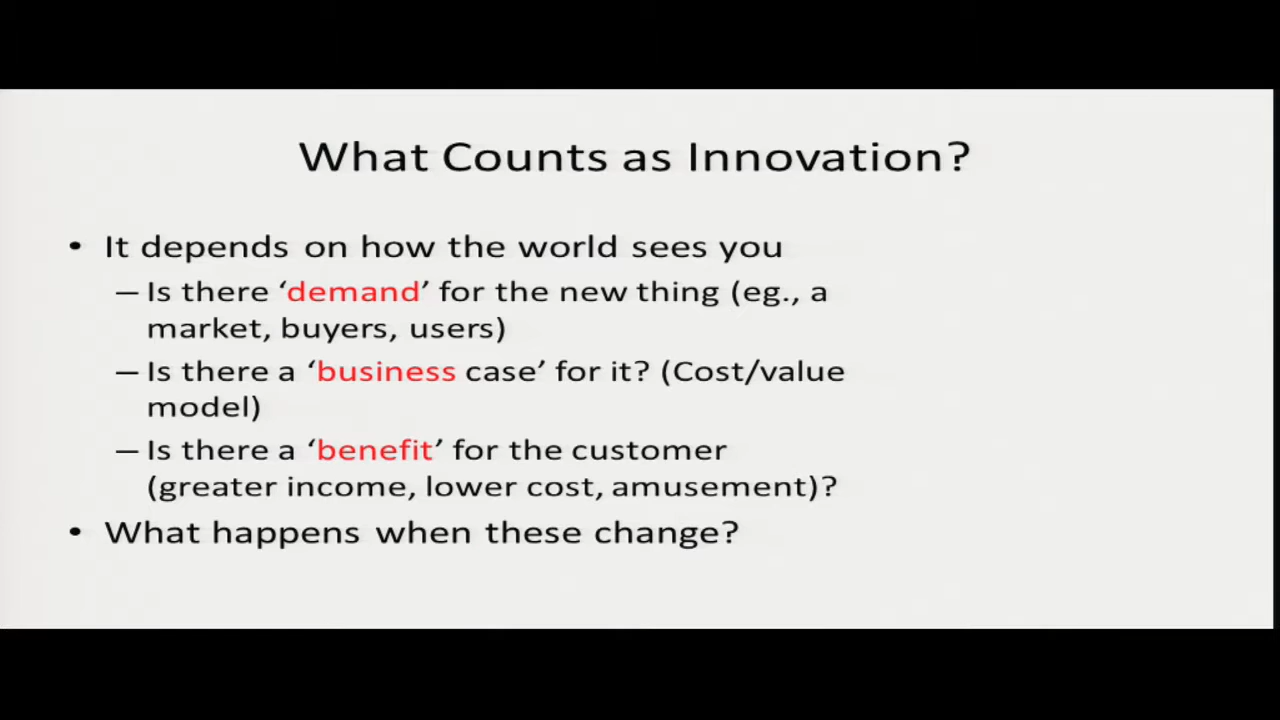 What Counts as Innovation?
• It depends on how the world sees you
– Is there ‘demand’ for the new thing (eg., a
market, buyers, users)
– Is there a ‘business case’ for it? (Cost/value
model)
– Is there a ‘benefit’ for the customer
(greater income, lower cost, amusement)?
• What happens when these change?